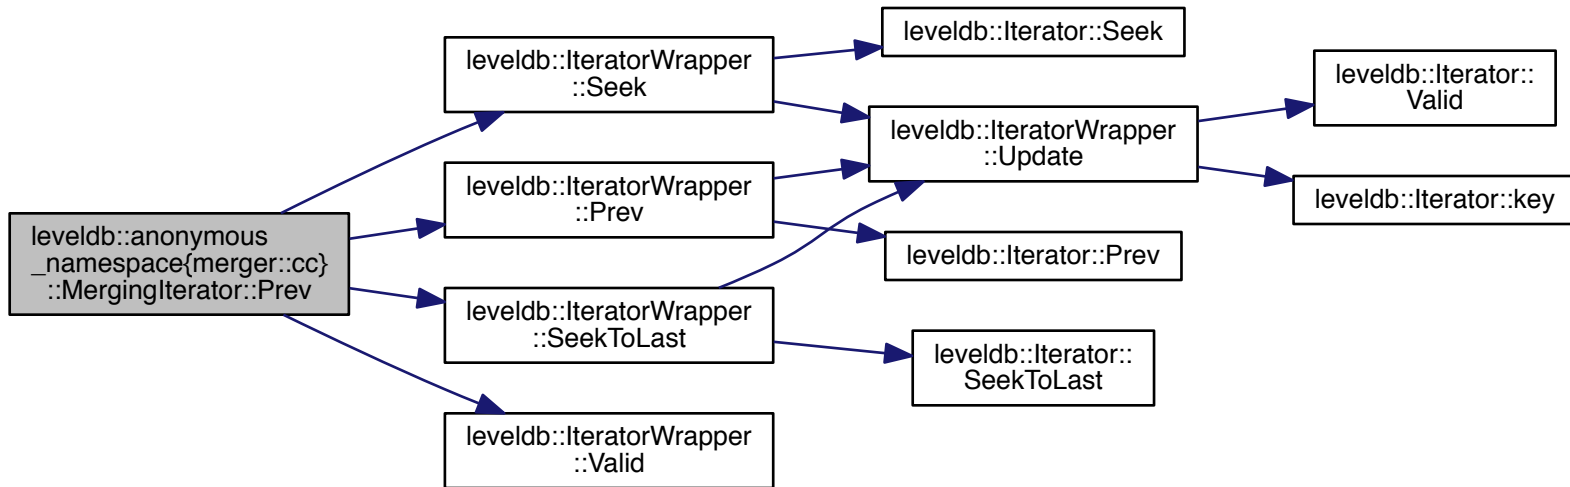 leveldb::anonymous
_namespace{merger::cc}
::MergingIterator::Prev
leveldb::IteratorWrapper
::Seek
leveldb::IteratorWrapper
::Prev
leveldb::IteratorWrapper
::SeekToLast
leveldb::IteratorWrapper
::Valid
leveldb::Iterator::Seek
leveldb::IteratorWrapper
::Update
leveldb::Iterator::Prev
leveldb::Iterator::
SeekToLast
leveldb::Iterator::
Valid
leveldb::Iterator::key